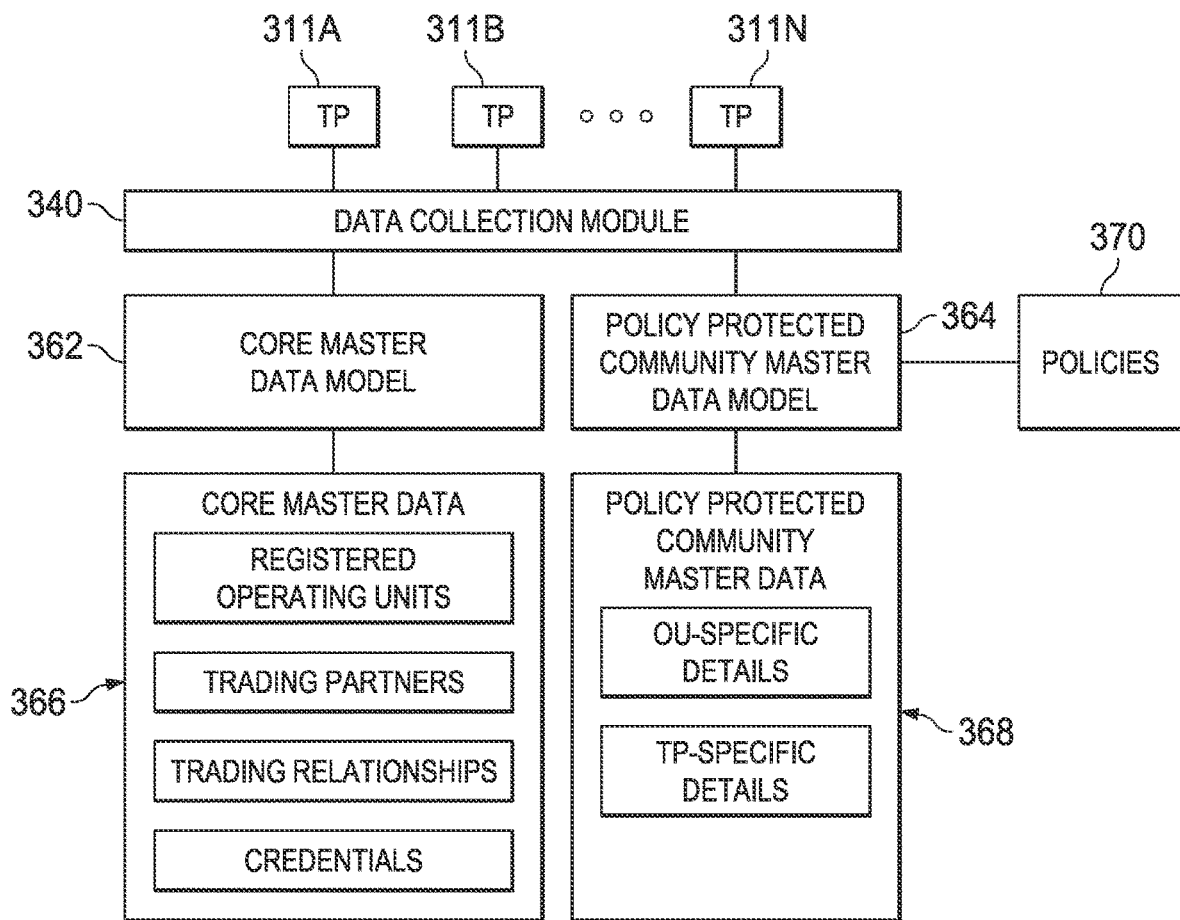 311A
311B
311N
TP
TP
TP
340
DATA COLLECTION MODULE
370
362
CORE MASTER
DATA MODEL
POLICY PROTECTED
COMMUNITY MASTER
DATA MODEL
364
POLICIES
CORE MASTER DATA
REGISTERED
OPERATING UNITS
TRADING PARTNERS
TRADING RELATIONSHIPS
CREDENTIALS
366
POLICY PROTECTED
COMMUNITY
MASTER DATA
OU-SPECIFIC
DETAILS
TP-SPECIFIC
DETAILS
368